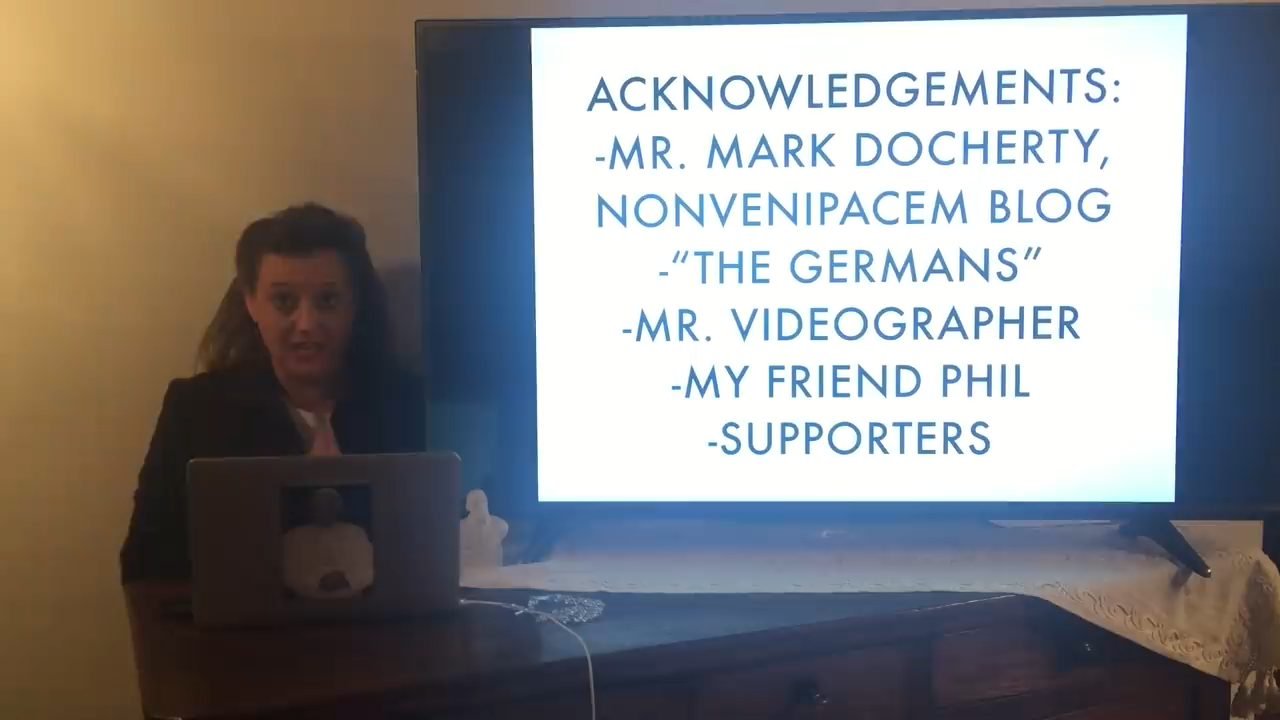 ACKNOWLEDGEMENTS:
-MR. MARK DOCHERTY,
NONVENIPACEM BLOG
-“THE GERMANS”
-MR. VIDEOGRAPHER
-MY FRIEND PHIL
-SUPPORTERS